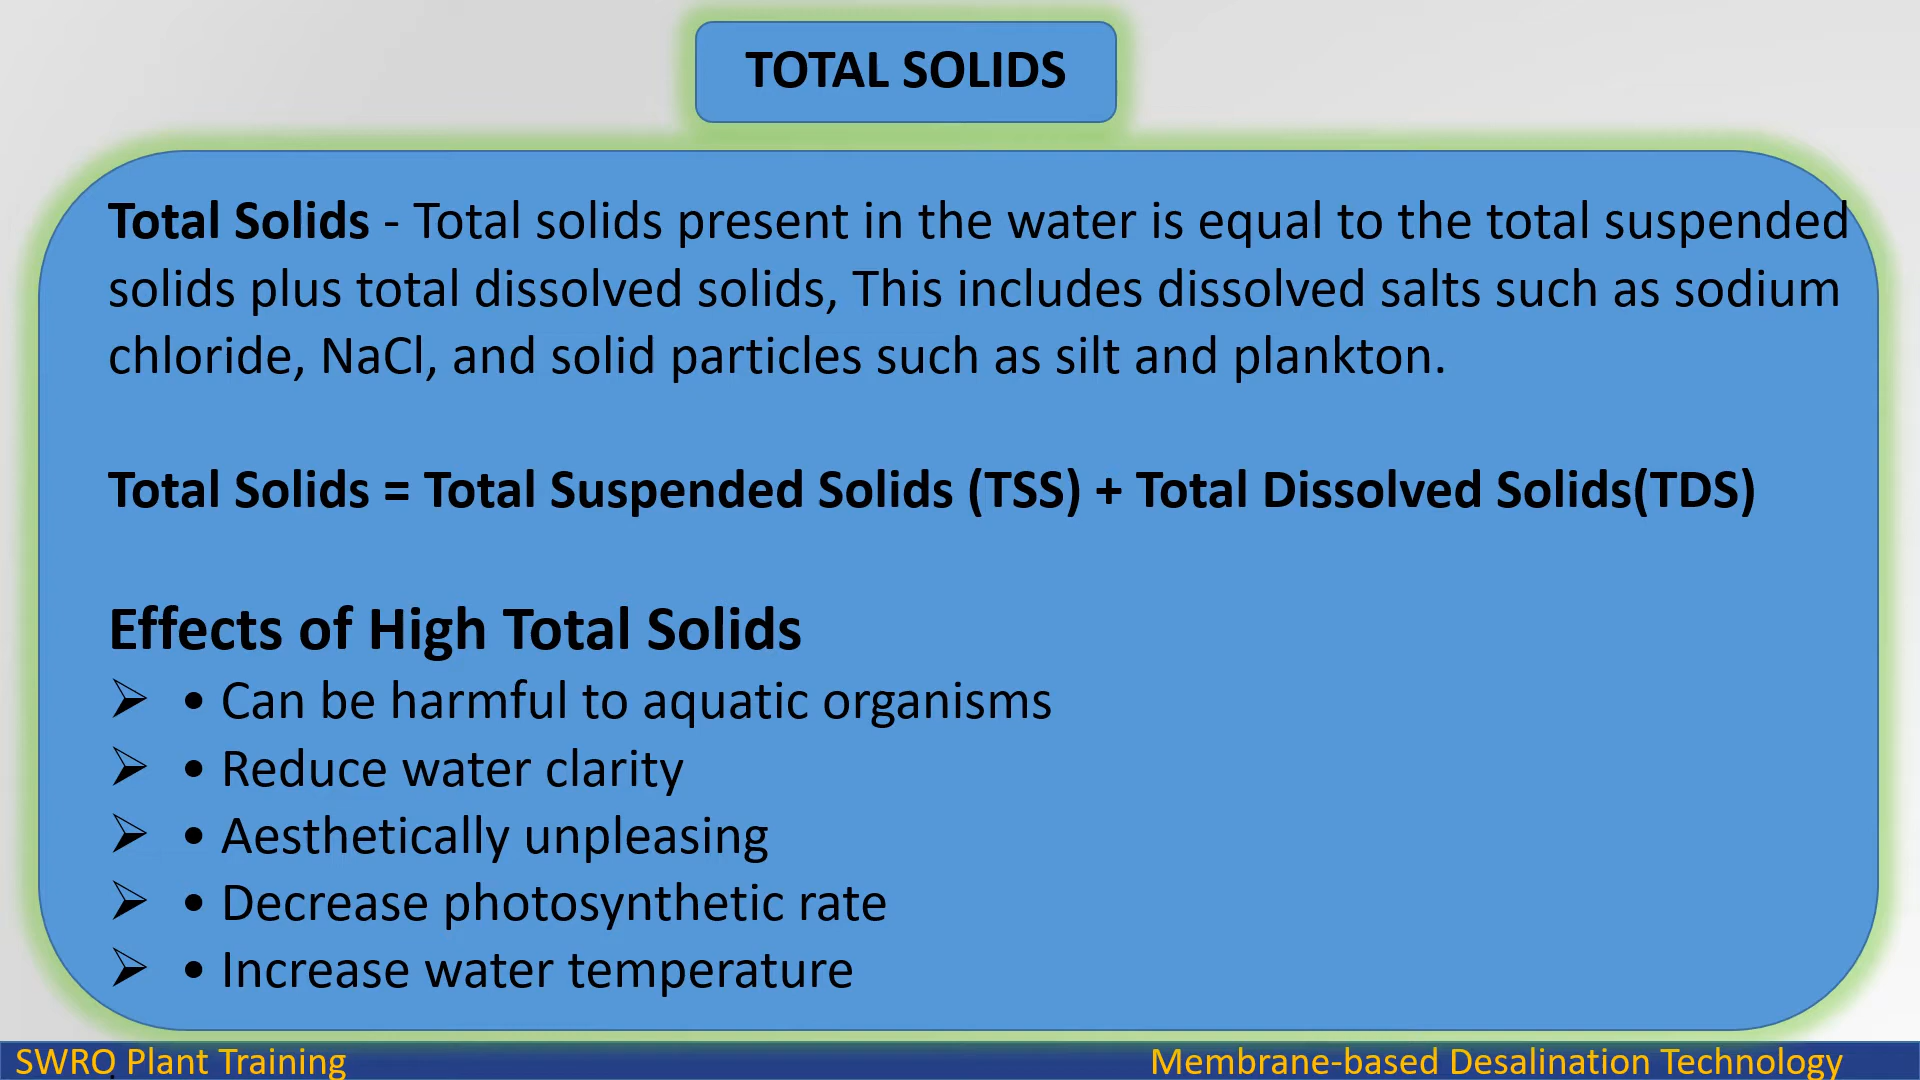 TOTAL SOLIDS
Total Solids - Total solids present in the water is equal to the total suspended
solids plus total dissolved solids, This includes dissolved salts such as sodium
chloride, NaCl, and solid particles such as silt and plankton.
Total Solids = Total Suspended Solids (TSS) + Total Dissolved Solids(TDS)
Effects of High Total Solids
➢ • Can be harmful to aquatic organisms
➢ • Reduce water clarity
➢ • Aesthetically unpleasing
➢ • Decrease photosynthetic rate
➢ • Increase water temperature
SWRO Plant Training
Membrane-based Desalination Technology